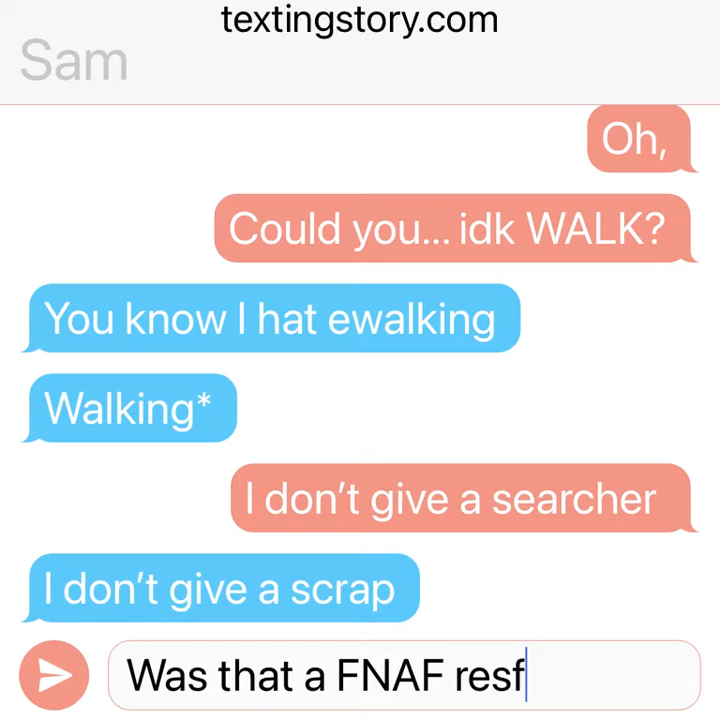 textingstory.com
Sam
Oh,
Could you... idk WALK?
You know I hat ewalking
Walking*
I don't give a searcher
I don't give a scrap
Was that a FNAF resf